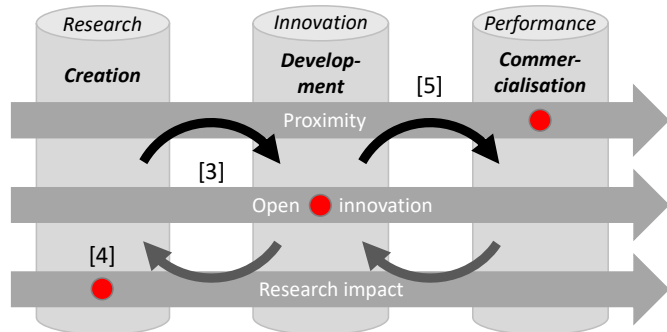 Research
Innovation
Performance
Creation
Develop-
ment
Commer-
cialisation
[5]
Proximity
[3]
Open innovation
[4]
Research impact